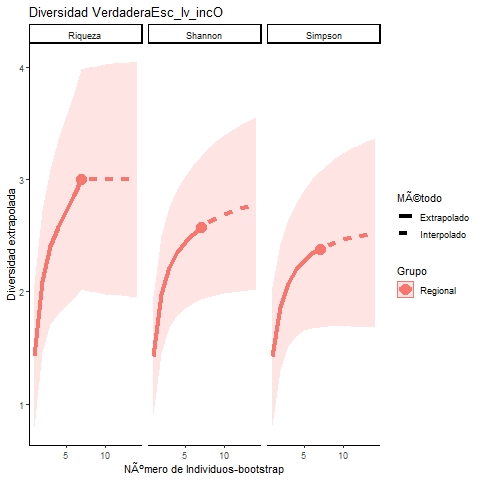 Diversidad VerdaderaEsc_lv_incO
Riqueza
Shannon
Simpson
4
3
2
1
Diversidad extrapolada
5
10
5
10
5
10
NÃºmero de Individuos-bootstrap
MÃ©todo
Extrapolado
Interpolado
Grupo
Regional